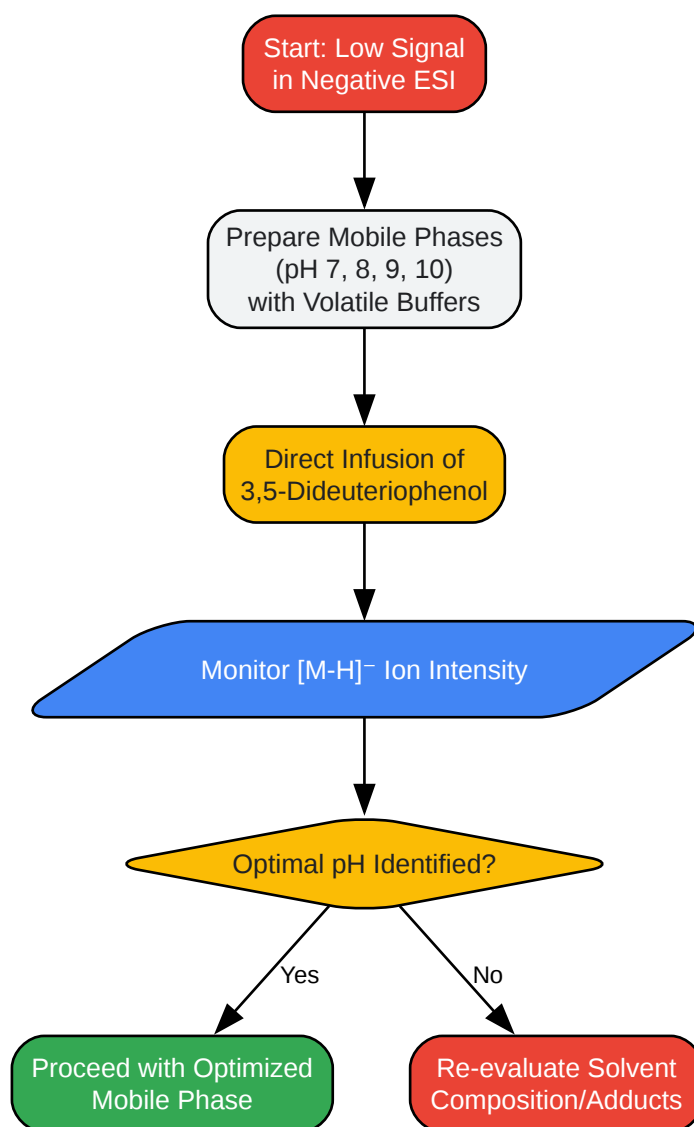 Start: Low Signal
in Negative ESI
Prepare Mobile Phases
(pH 7, 8, 9, 10)
with Volatile Buffers
Direct Infusion of
3,5-Dideuteriophenol
Monitor [M-H]⁻ Ion Intensity
Optimal pH Identified?
Yes
No
Proceed with Optimized
Mobile Phase
Re-evaluate Solvent
Composition/Adducts